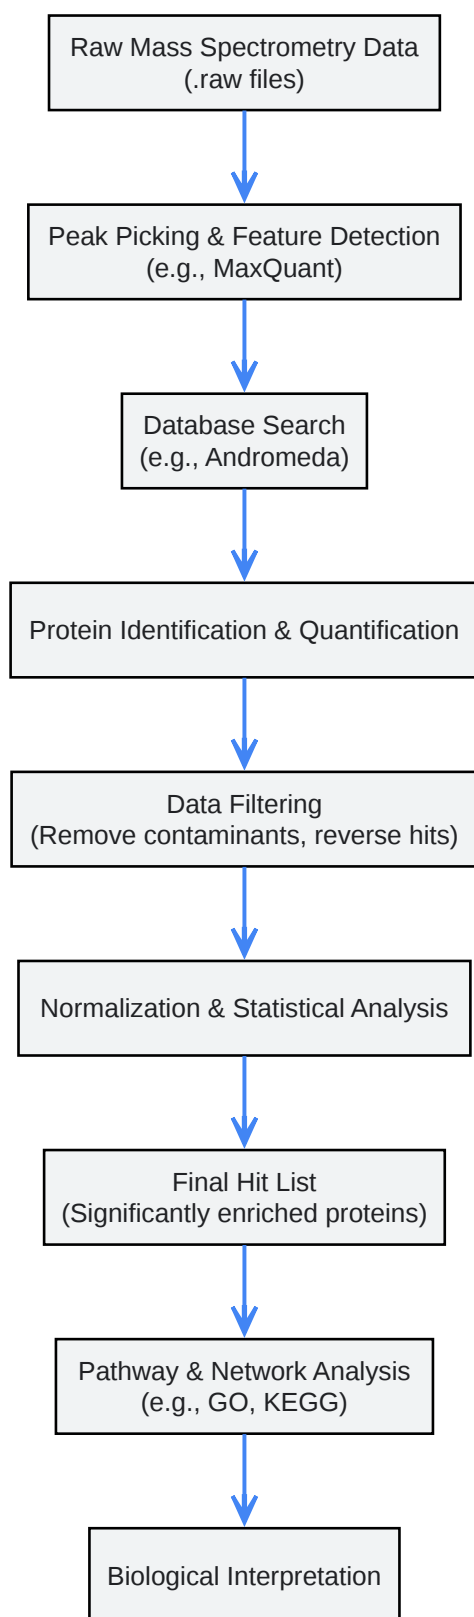 Raw Mass Spectrometry Data
(.raw files)
Peak Picking & Feature Detection
(e.g., MaxQuant)
Database Search
(e.g., Andromeda)
Protein Identification & Quantification
Data Filtering
(Remove contaminants, reverse hits)
Normalization & Statistical Analysis
Final Hit List
(Significantly enriched proteins)
Pathway & Network Analysis
(e.g., GO, KEGG)
Biological Interpretation